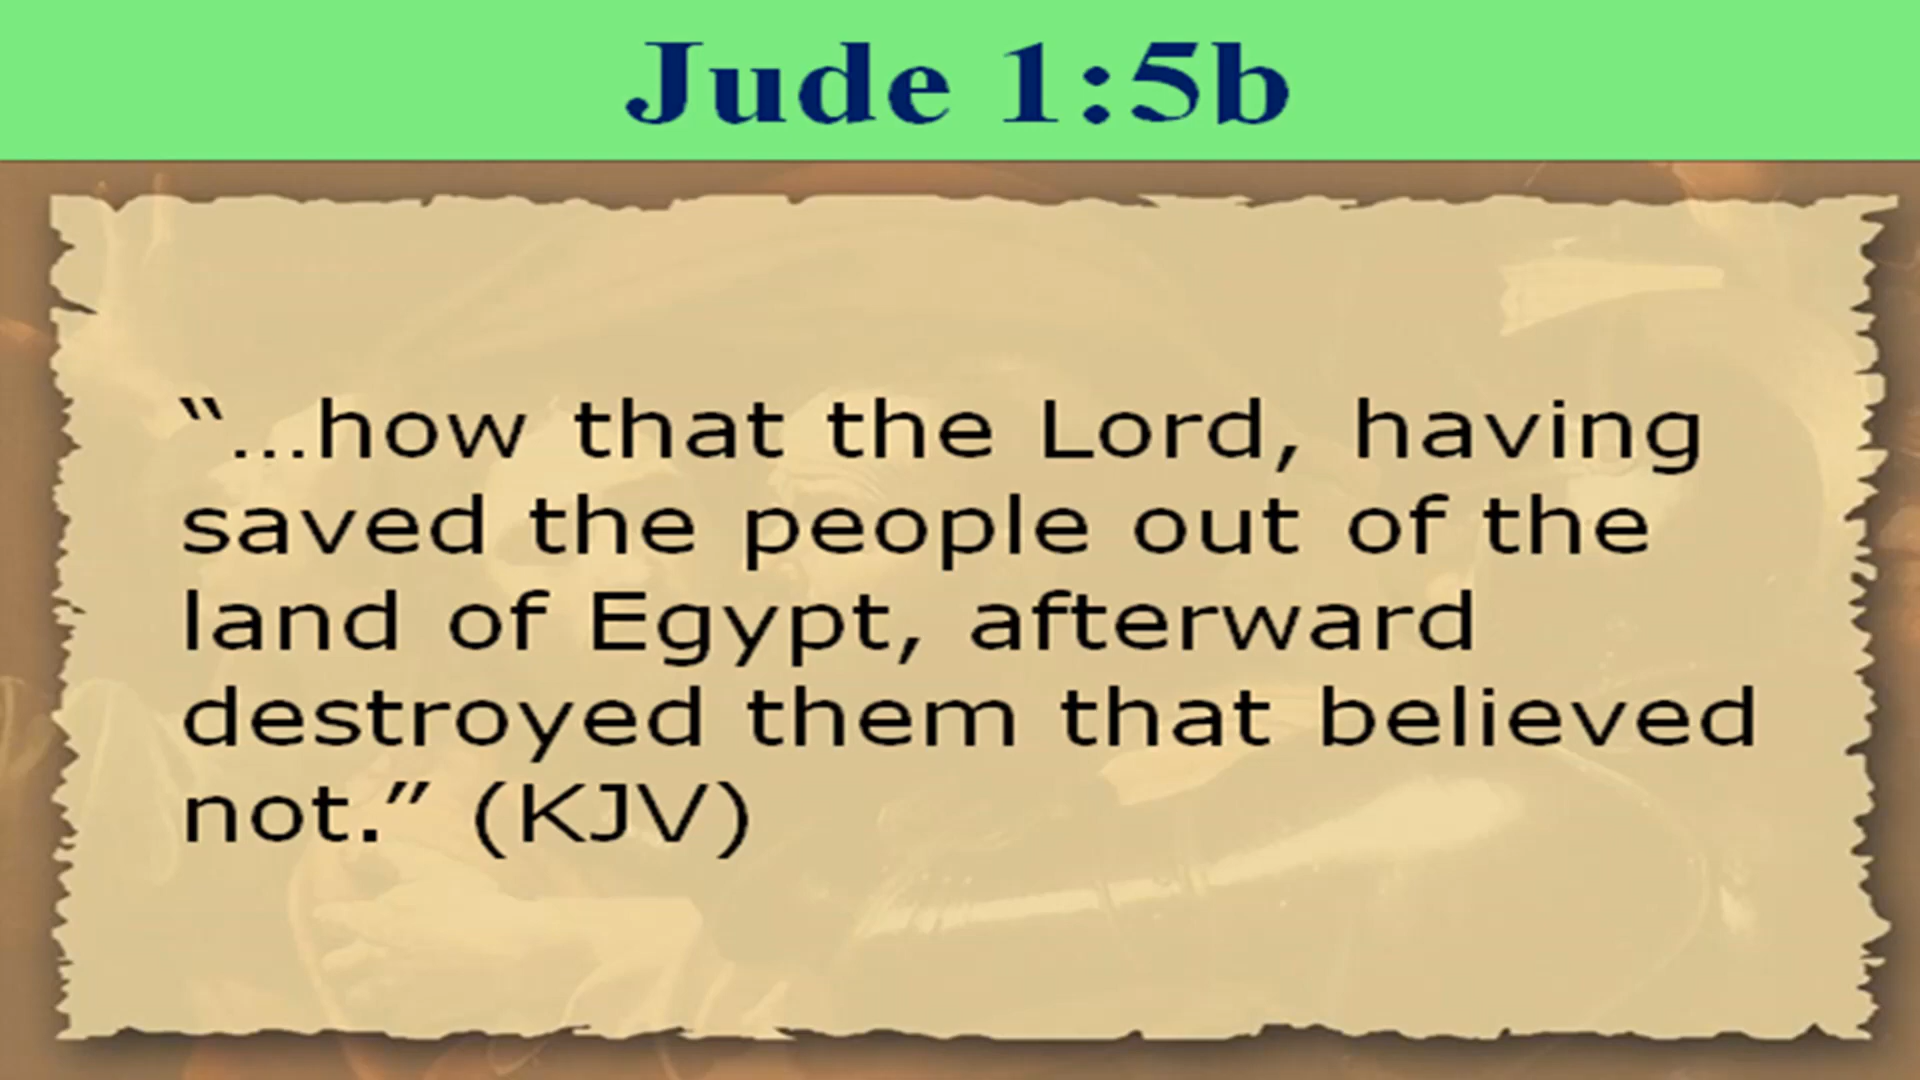 Jude 1:5b
“...how that the Lord, having
saved the people out of the
land of Egypt, afterward
destroyed them that believed
not.” (KJV)